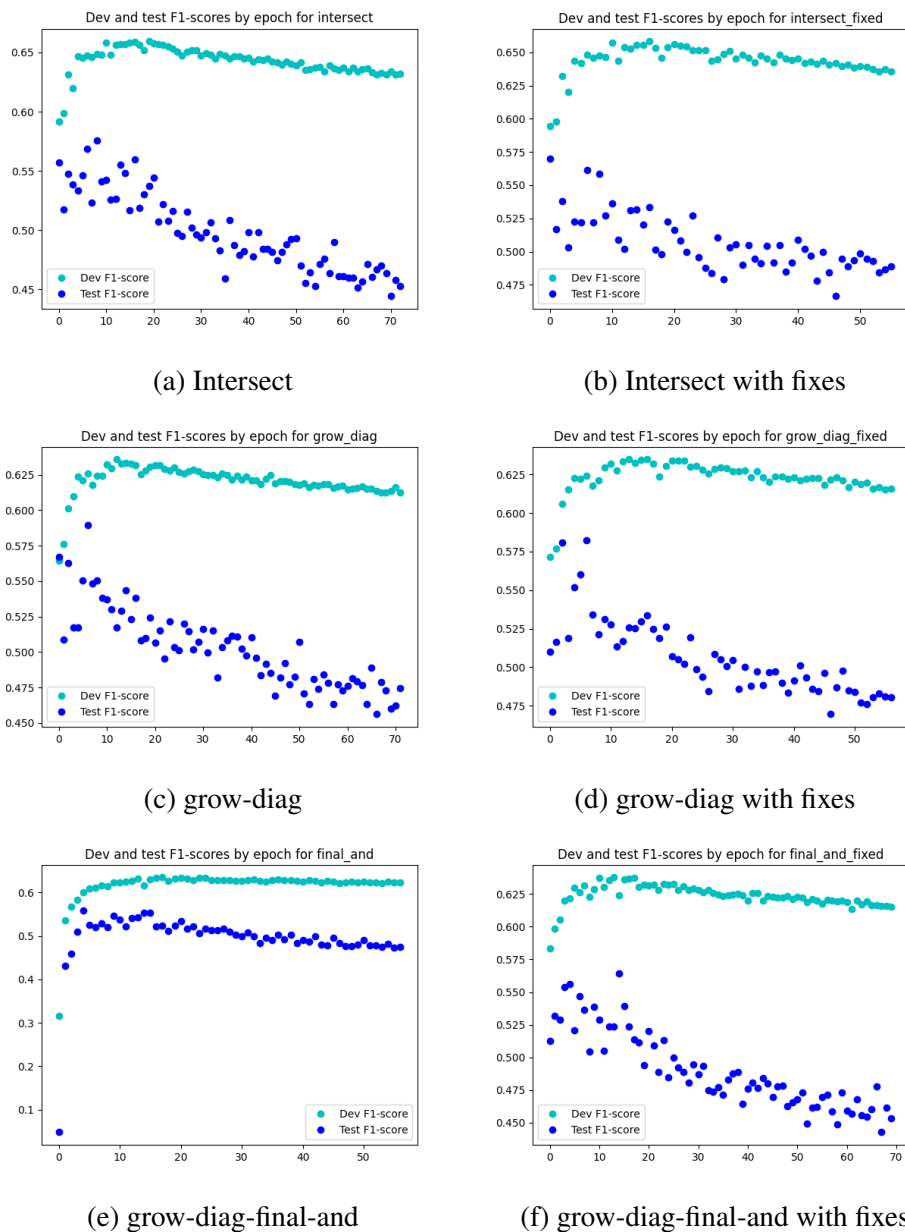 Dev and test F1-scores by epoch for intersect
0.65
0.60
0.55
0.50
0.45
Dev F1-score
Test F1-score
0 10 20 30 40 50 60 70
(a) Intersect
Dev and test F1-scores by epoch for intersect_fixed
0.650
0.625
0.600
0.575
0.550
0.525
0.500
0.475
Dev F1-score
Test F1-score
0 10 20 30 40 50
(b) Intersect with fixes
Dev and test F1-scores by epoch for grow_diag
0.625
0.600
0.575
0.550
0.525
0.500
0.475
0.450
Dev F1-score
Test F1-score
0 10 20 30 40 50 60 70
(c) grow-diag
Dev and test F1-scores by epoch for grow_diag_fixed
0.625
0.600
0.575
0.550
0.525
0.500
0.475
Dev F1-score
Test F1-score
0 10 20 30 40 50
(d) grow-diag with fixes
Dev and test F1-scores by epoch for final_and
0.6
0.5
0.4
0.3
0.2
0.1
Dev F1-score
Test F1-score
0 10 20 30 40 50
(e) grow-diag-final-and
Dev and test F1-scores by epoch for final_and_fixed
0.625
0.600
0.575
0.550
0.525
0.500
0.475
0.450
Dev F1-score
Test F1-score
0 10 20 30 40 50 60 70
(f) grow-diag-final-and with fixes